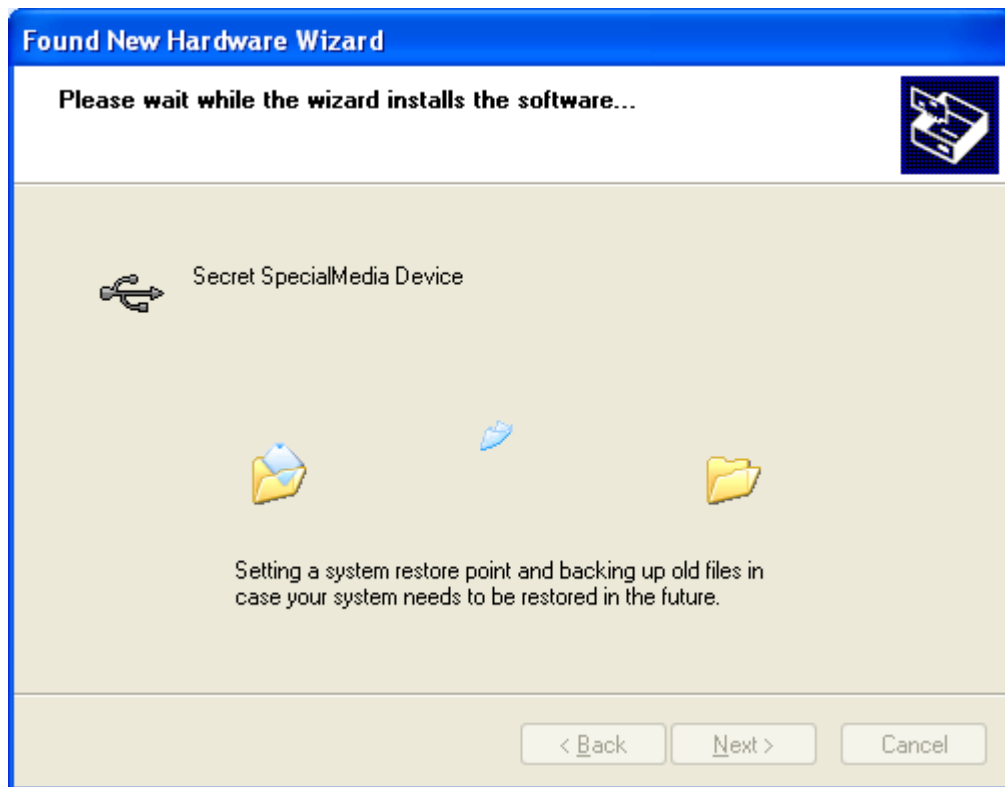 Found New Hardware Wizard
Please wait while the wizard installs the software...
Secret SpecialMedia Device
Setting a system restore point and backing up old files in
case your system needs to be restored in the future.
< Back
Next >
Cancel